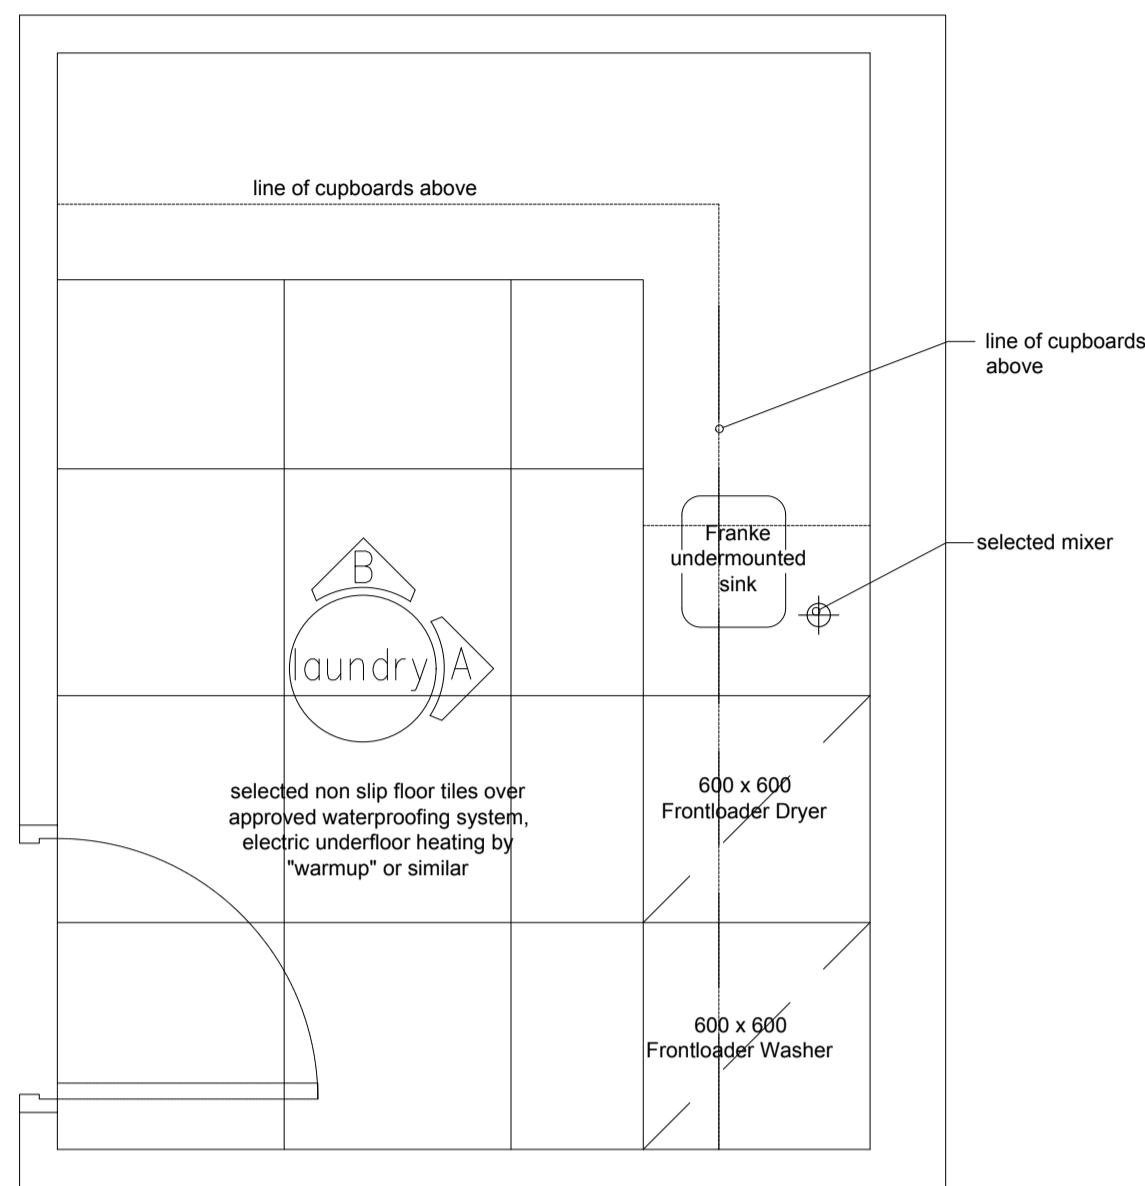 line of cupboards above
line of cupboards
above
Franke
undermounted
sink
selected mixer
B
laundry
A
selected non slip floor tiles over
approved waterproofing system,
electric underfloor heating by
"warmup" or similar
600 x 600
Frontloader Dryer
600 x 600
Frontloader Washer